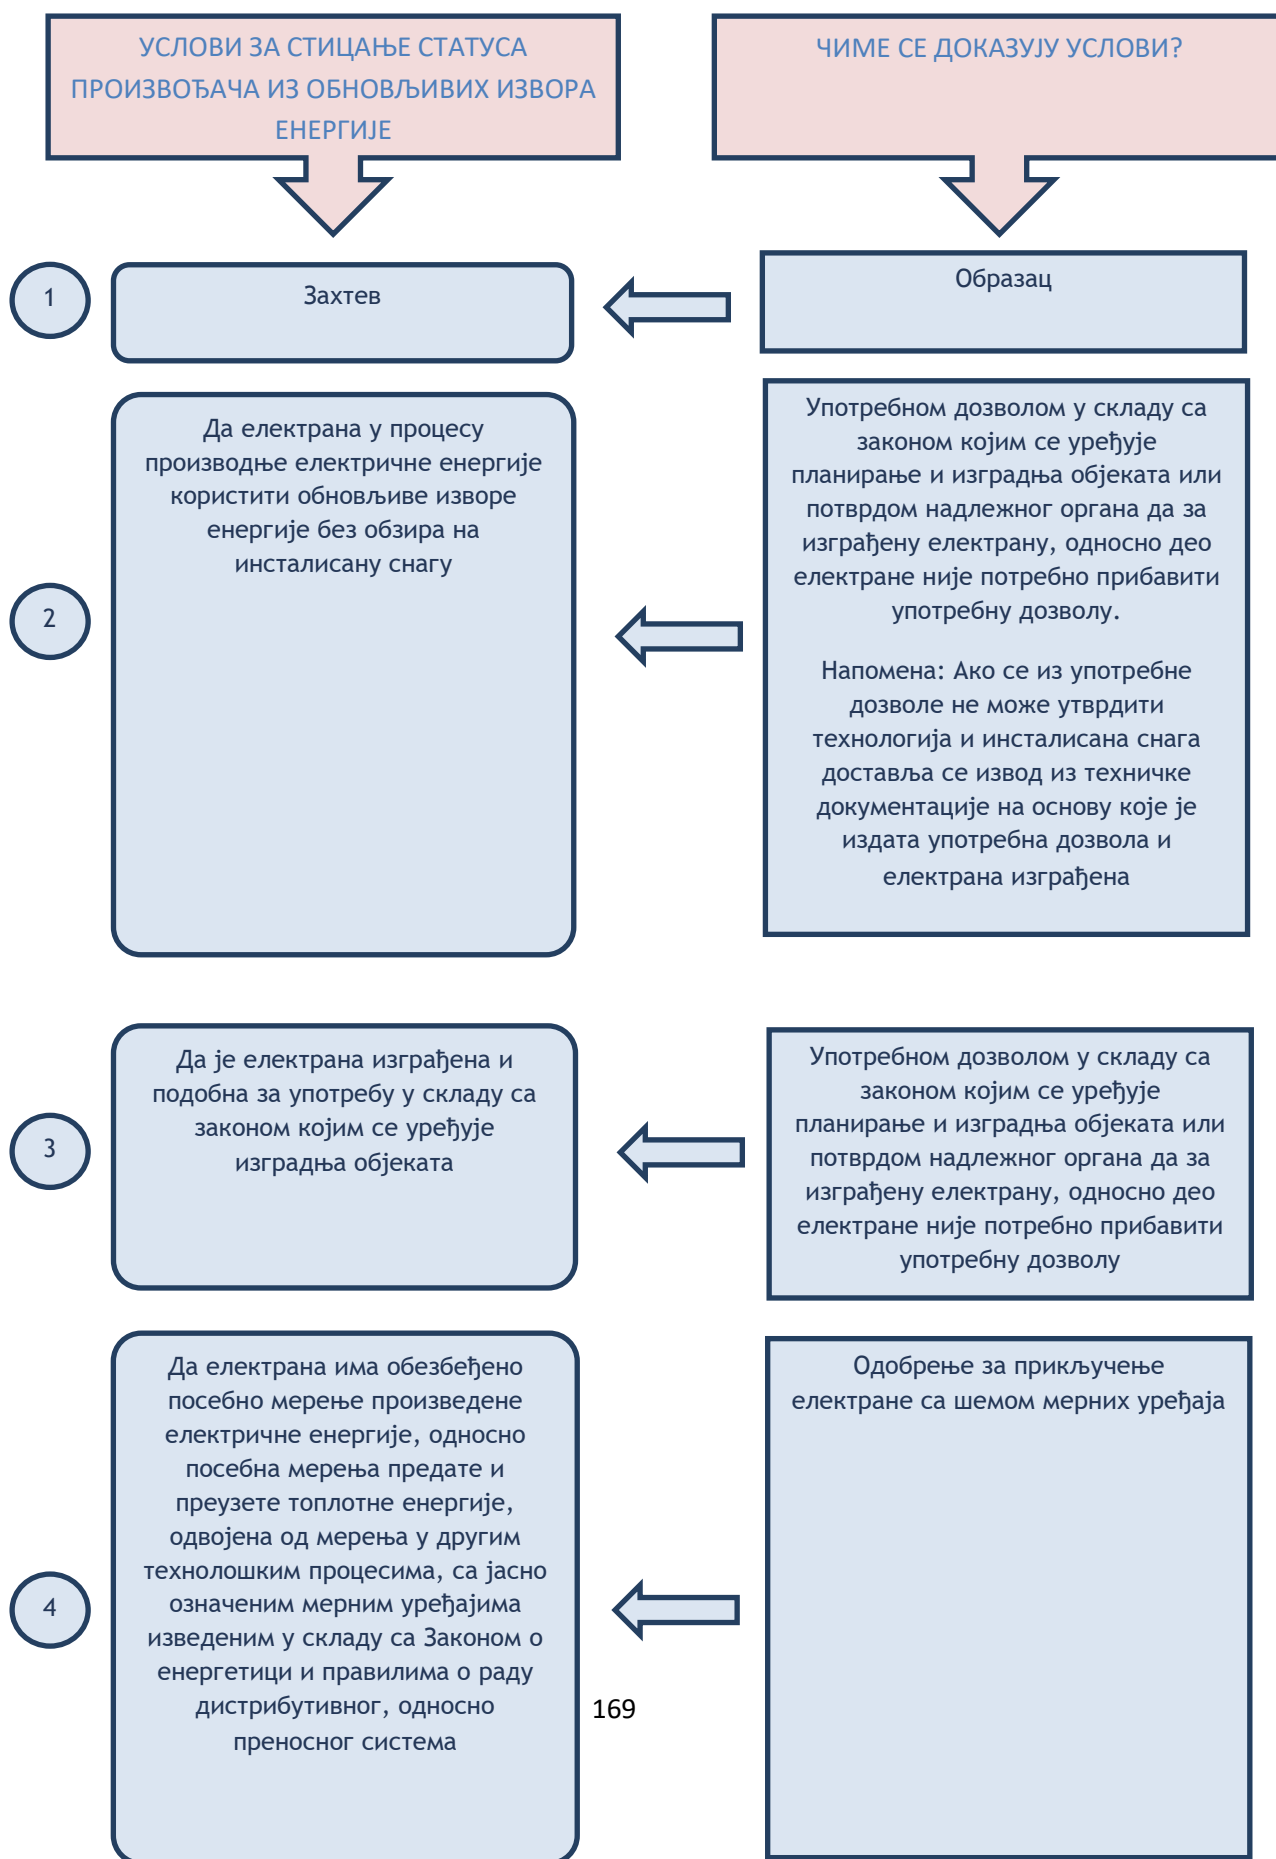 УСЛОВИ ЗА СТИЦАЊЕ СТАТУСА
ПРОИЗВОЂАЧА ИЗ ОБНОВЉИВИХ ИЗВОРА
ЕНЕРГИЈЕ
ЧИМЕ СЕ ДОКАЗУЈУ УСЛОВИ?
1
Захтев
Образац
2
Да електрана у процесу
производње електричне енергије
користити обновљиве изворе
енергије без обзира на
инсталисану снагу
Употребном дозволом у складу са
законом којим се уређује
планирање и изградња објеката или
потврдом надлежног органа да за
изграђену електрану, односно део
електране није потребно прибавити
употребну дозволу.
Напомена: Ако се из употребне
дозволе не може утврдити
технологија и инсталисана снага
доставља се извод из техничке
документације на основу које је
издата употребна дозвола и
електрана изграђена
3
Да је електрана изграђена и
подобна за употребу у складу са
законом којим се уређује
изградња објеката
Употребном дозволом у складу са
законом којим се уређује
планирање и изградња објеката или
потврдом надлежног органа да за
изграђену електрану, односно део
електране није потребно прибавити
употребну дозволу
4
Да електрана има обезбеђено
посебно мерење произведене
електричне енергије, односно
посебна мерења предате и
преузете топлотне енергије,
одвојена од мерења у другим
технолошким процесима, са јасно
означеним мерним уређајима
изведеним у складу са Законом о
енергетици и правилима о раду
дистрибутивног, односно
преносног система
Одобрење за прикључење
електране са шемом мерних уређаја
169